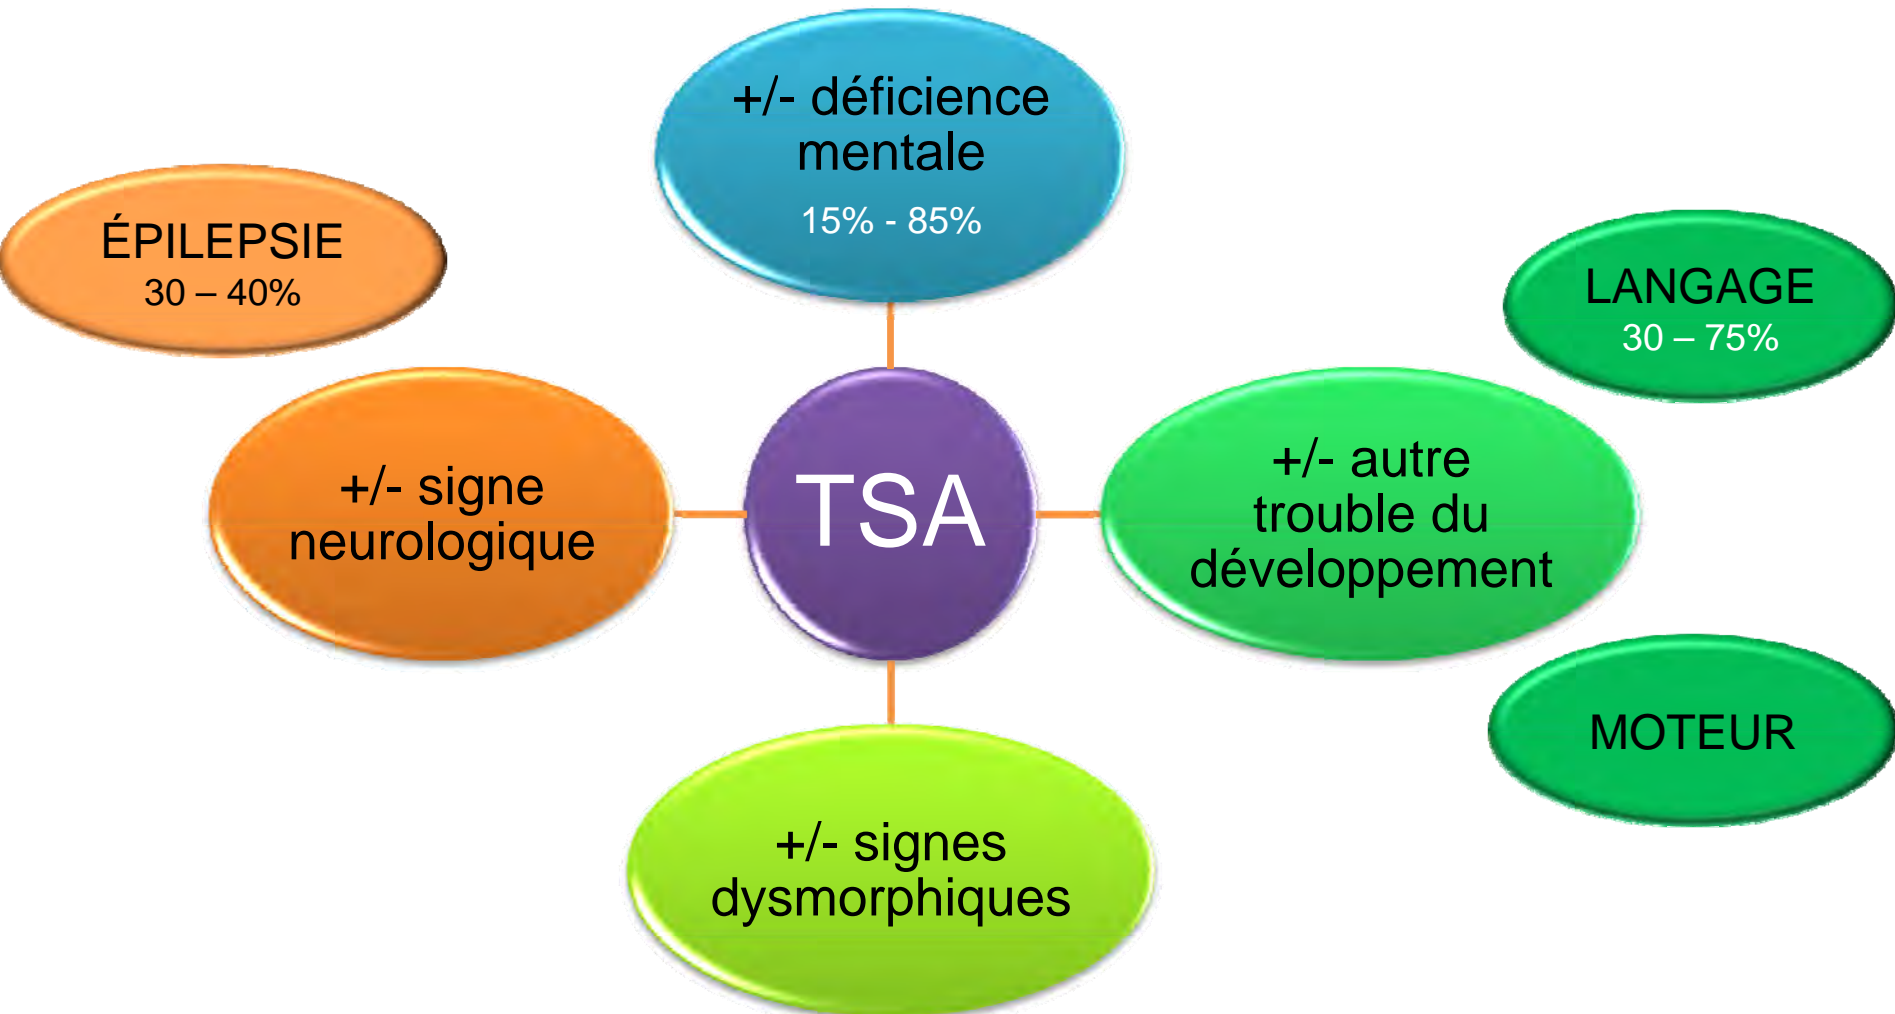 +/- déficience
mentale
15% - 85%
ÉPILEPSIE
30 – 40%
LANGAGE
30 – 75%
+/- signe
neurologique
TSA
+/- autre
trouble du
développement
MOTEUR
+/- signes
dysmorphiques